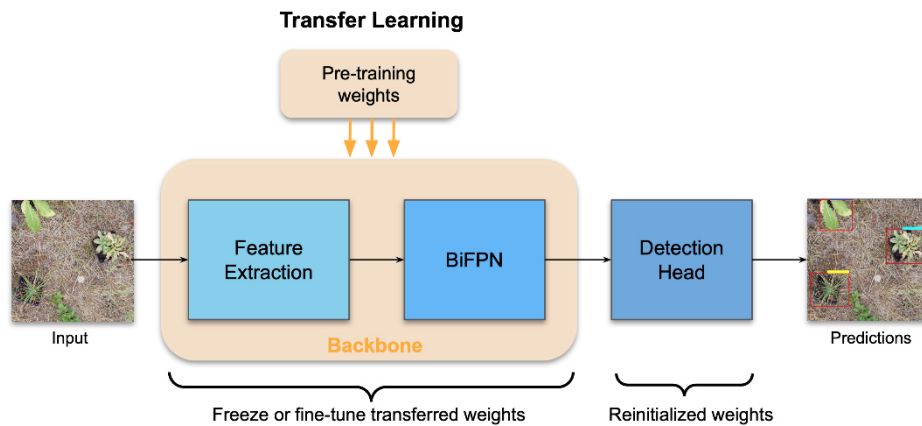 Transfer Learning
Pre-training
weights
Feature
Extraction
BiFPN
Detection
Head
Input
Backbone
Predictions
Freeze or fine-tune transferred weights
Reinitialized weights